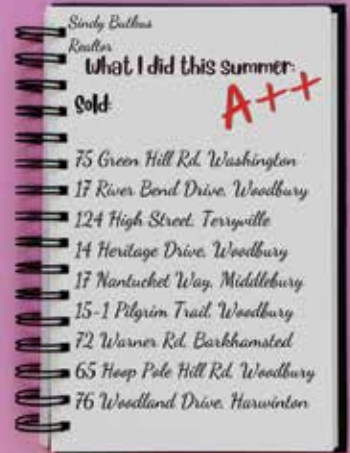 Sindy Butkus
Realtor
What I did this summer:
Sold:
A++
75 Green Hill Rd, Washington
17 River Bend Drive, Woodbury
124 High Street, Terryville
14 Heritage Drive, Woodbury
17 Nantucket Way, Middlebury
15-1 Pilgrim Trail, Woodbury
72 Warner Rd, Barkhamsted
65 Hoop Pole Hill Rd, Woodbury
76 Woodland Drive, Harwinton